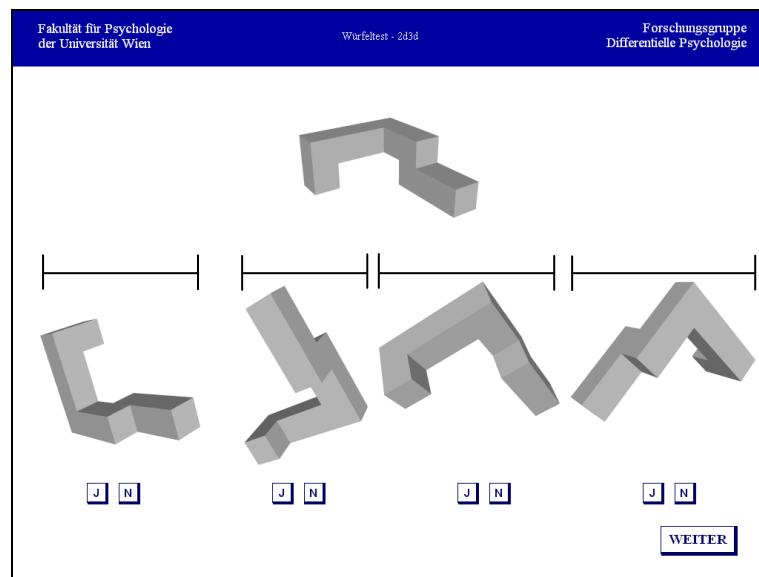 Fakultät für Psychologie
der Universität Wien
Würfeltest - 2d3d
Forschungsgruppe
Differentielle Psychologie
J N J N J N J N
WEITER